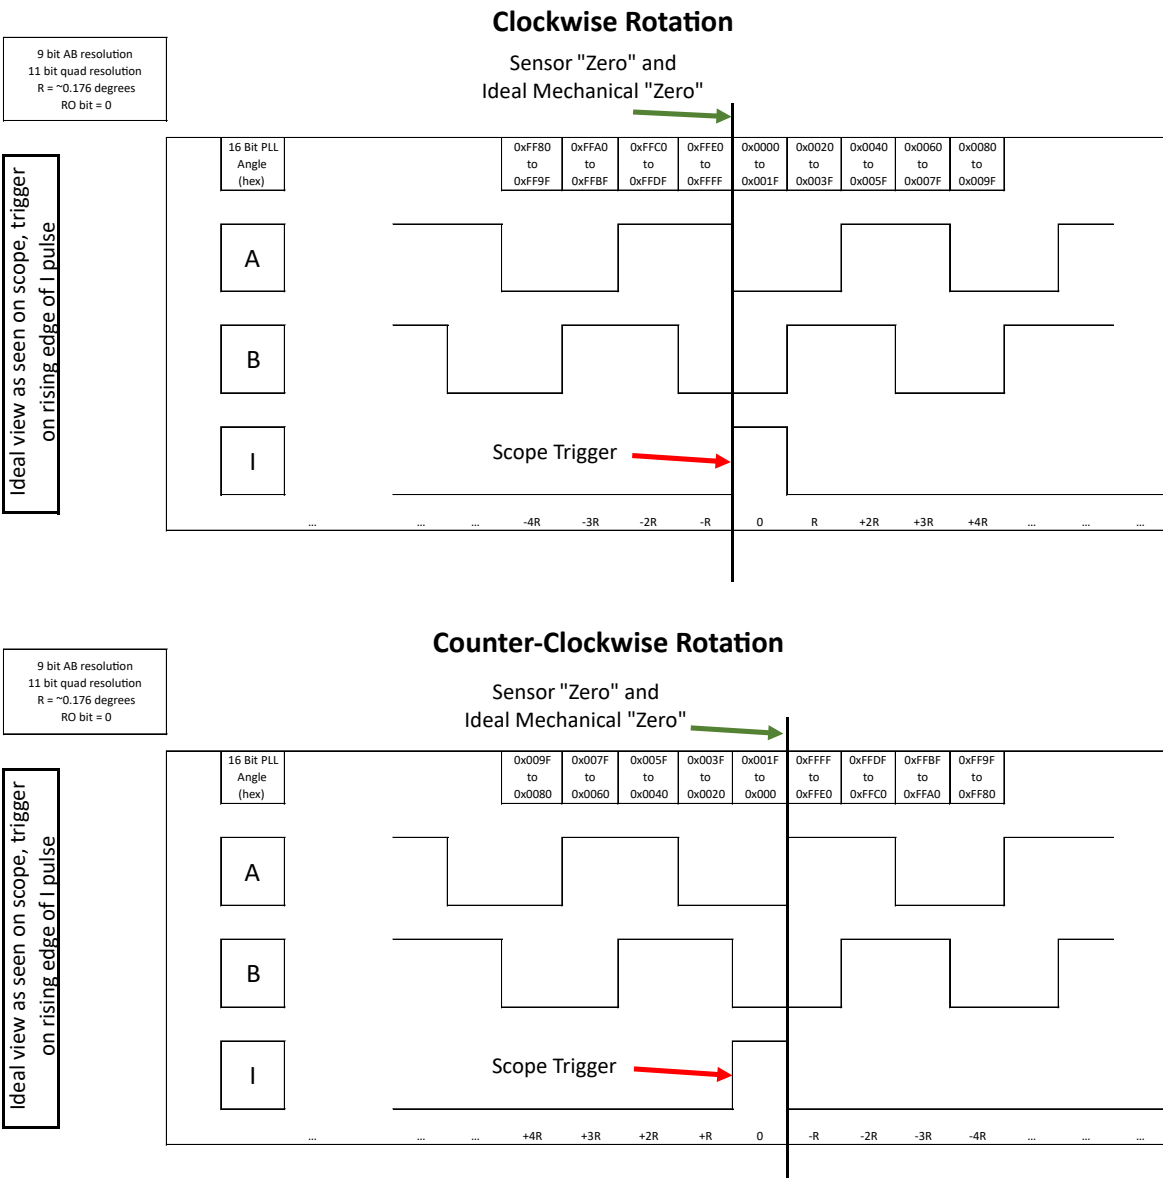 Clockwise Rotation
9 bit AB resolution
11 bit quad resolution
R = ~0.176 degrees
RO bit = 0
Sensor "Zero" and
Ideal Mechanical "Zero"
Ideal view as seen on scope, trigger
on rising edge of I pulse
16 Bit PLL
Angle
(hex)
0xFF80
to
0xFF9F
0xFFA0
to
0xFFBF
0xFFC0
to
0xFFDF
0xFFE0
to
0xFFFF
0x0000
to
0x001F
0x0020
to
0x003F
0x0040
to
0x005F
0x0060
to
0x007F
0x0080
to
0x009F
A
B
Scope Trigger
I
... ... ... -4R -3R -2R -R 0 R +2R +3R +4R ... ... ...
Counter-Clockwise Rotation
9 bit AB resolution
11 bit quad resolution
R = ~0.176 degrees
RO bit = 0
Sensor "Zero" and
Ideal Mechanical "Zero"
Ideal view as seen on scope, trigger
on rising edge of I pulse
16 Bit PLL
Angle
(hex)
0x009F
to
0x0080
0x007F
to
0x0060
0x005F
to
0x0040
0x003F
to
0x0020
0x001F
to
0x000
0xFFFF
to
0xFFE0
0xFFDF
to
0xFFC0
0xFFBF
to
0xFFA0
0xFF9F
to
0xFF80
A
B
Scope Trigger
I
... ... ... +4R +3R +2R +R 0 -R -2R -3R -4R ... ... ...